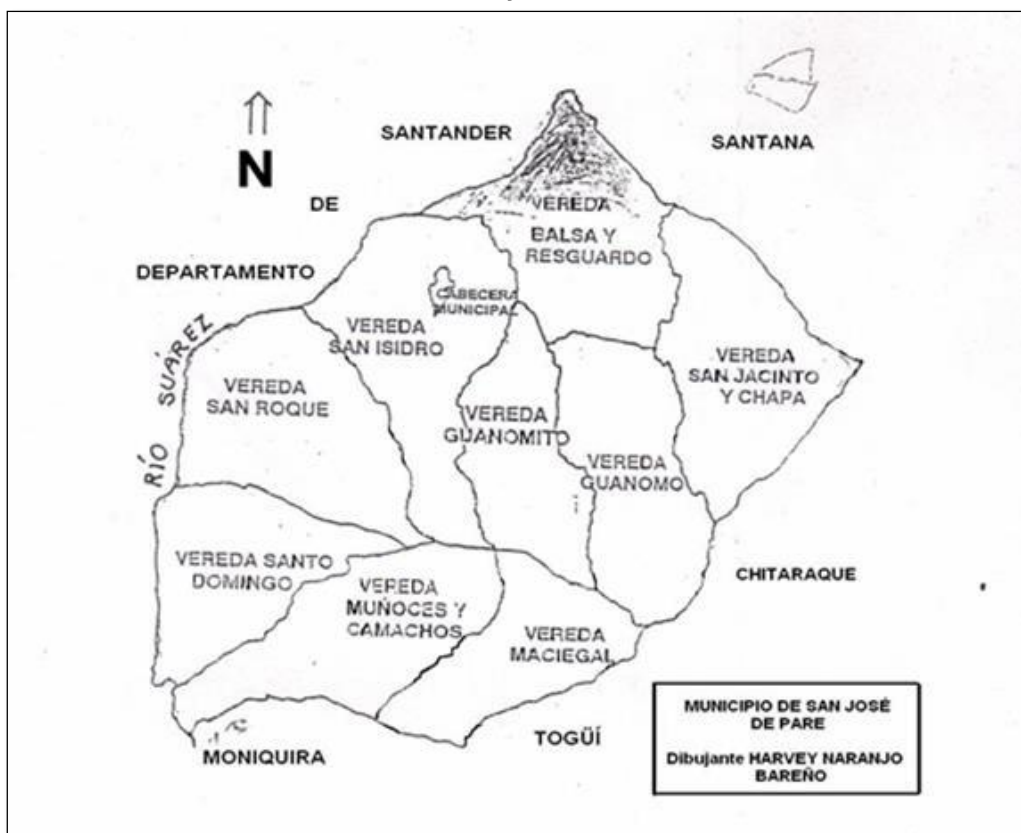 SANTANDER
SANTANA
N
DE
VEREDA
BALSA Y
RESGUARDO
DEPARTAMENTO
CABECERA
MUNICIPAL
RÍO SUÁREZ
VEREDA
SAN ISIDRO
VEREDA
SAN JACINTO
Y CHAPA
VEREDA
SAN ROQUE
VEREDA
GUANOMITO
VEREDA
GUANOMO
VEREDA SANTO
DOMINGO
VEREDA
MUÑOCES Y
CAMACHOS
CHITARAQUE
VEREDA
MACIEGAL
MONIQUIRA
TOGÜÍ
MUNICIPIO DE SAN JOSÉ
DE PARE
Dibujante HARVEY NARANJO
BAREÑO